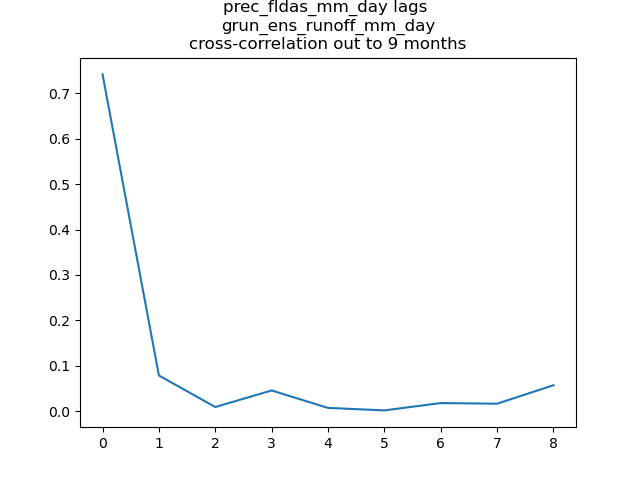 prec_fldas_mm_day lags
grun_ens_runoff_mm_day
cross-correlation out to 9 months
0.7
0.6
0.5
0.4
0.3
0.2
0.1
0.0
0 1 2 3 4 5 6 7 8